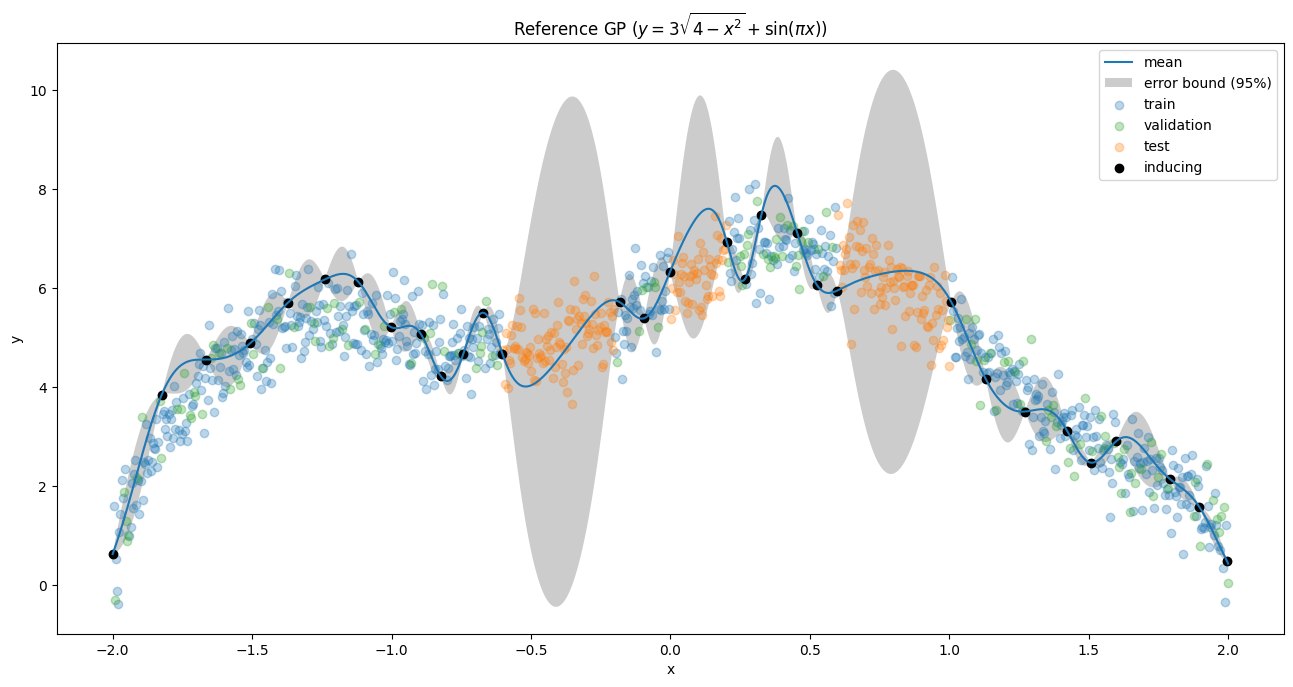 Reference GP (y = 3√4 − x² + sin(πx))
mean
error bound (95%)
train
validation
test
inducing
y
10
8
6
4
2
0
−2.0 −1.5 −1.0 −0.5 0.0 0.5 1.0 1.5 2.0
x